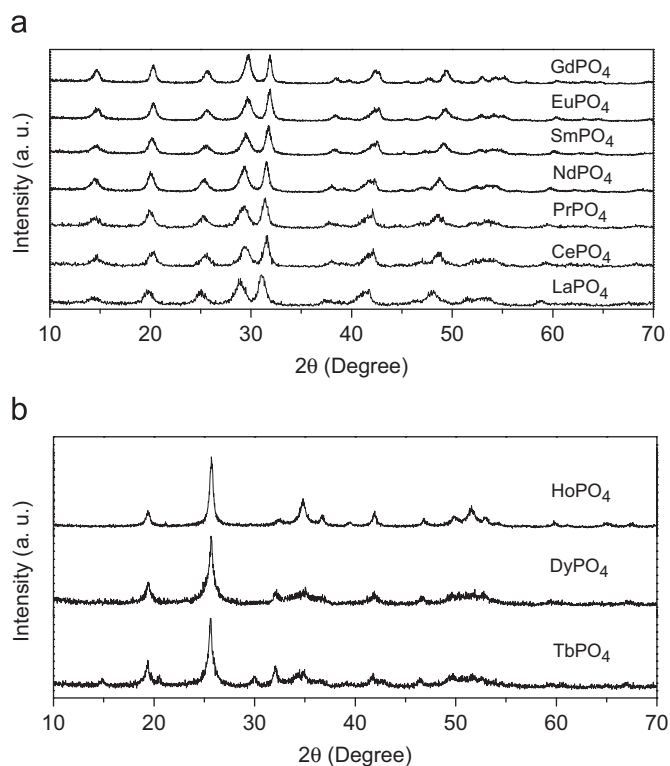 a
GdPO4
EuPO4
SmPO4
NdPO4
PrPO4
CePO4
LaPO4
Intensity (a. u.)
10 20 30 40 50 60 70
2θ (Degree)
b
HoPO4
DyPO4
TbPO4
Intensity (a. u.)
10 20 30 40 50 60 70
2θ (Degree)